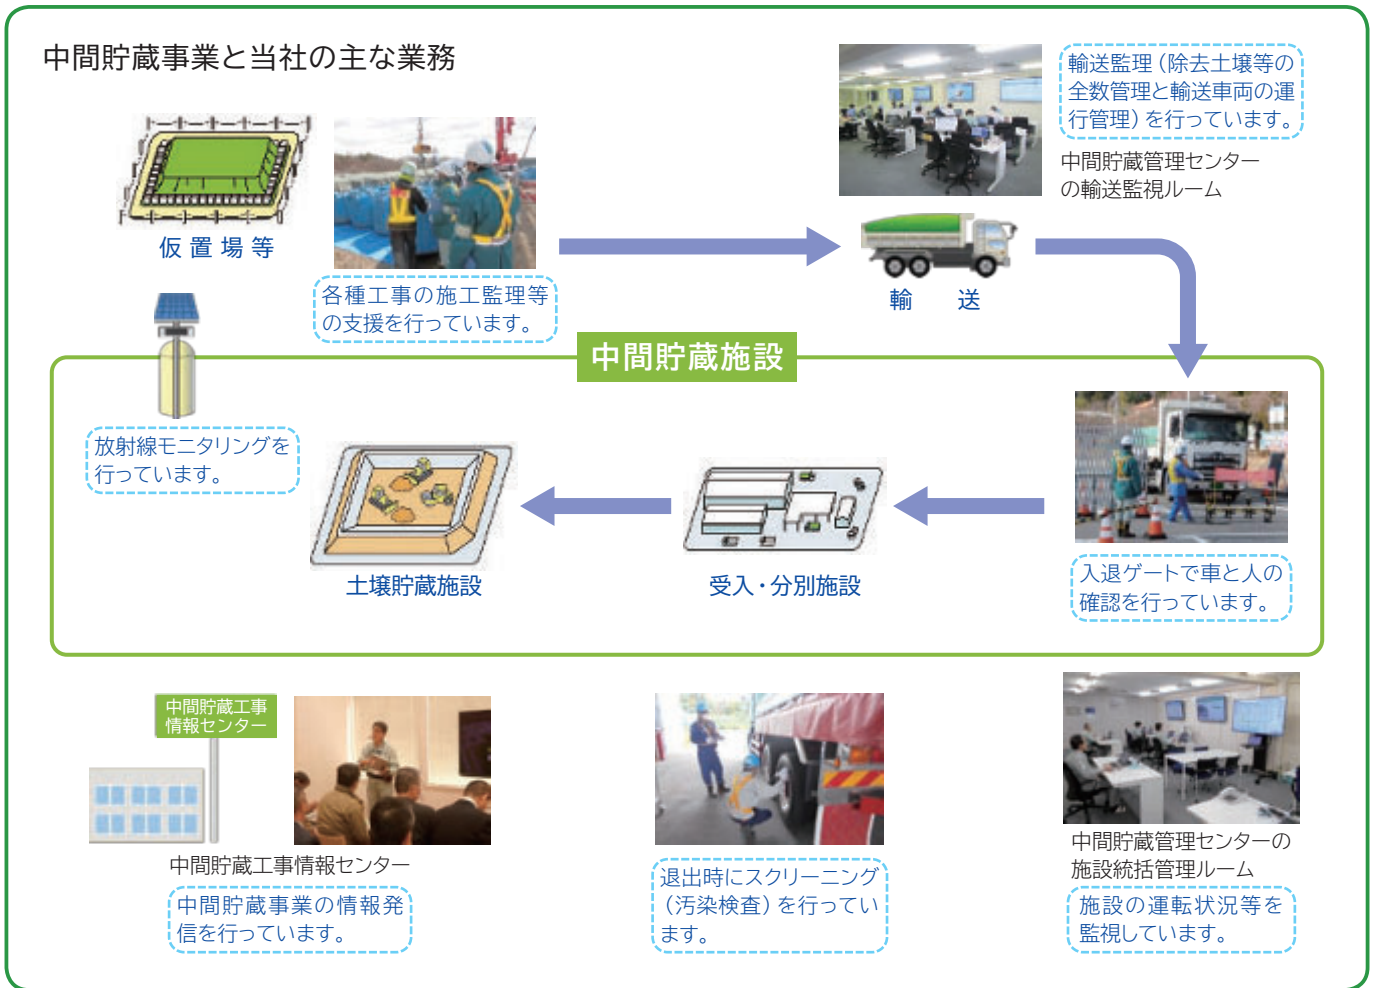 中間貯蔵事業と当社の主な業務
輸送監理（除去土壌等の
全数管理と輸送車両の運
行管理）を行っています。
中間貯蔵管理センター
の輸送監視ルーム
仮置場等
各種工事の施工監理等
の支援を行っています。
輸　送
中間貯蔵施設
放射線モニタリングを
行っています。
土壌貯蔵施設
受入・分別施設
入退ゲートで車と人の
確認を行っています。
中間貯蔵工事
情報センター
中間貯蔵工事情報センター
中間貯蔵事業の情報発
信を行っています。
退出時にスクリーニング
（汚染検査）を行ってい
ます。
中間貯蔵管理センターの
施設統括管理ルーム
施設の運転状況等を
監視しています。